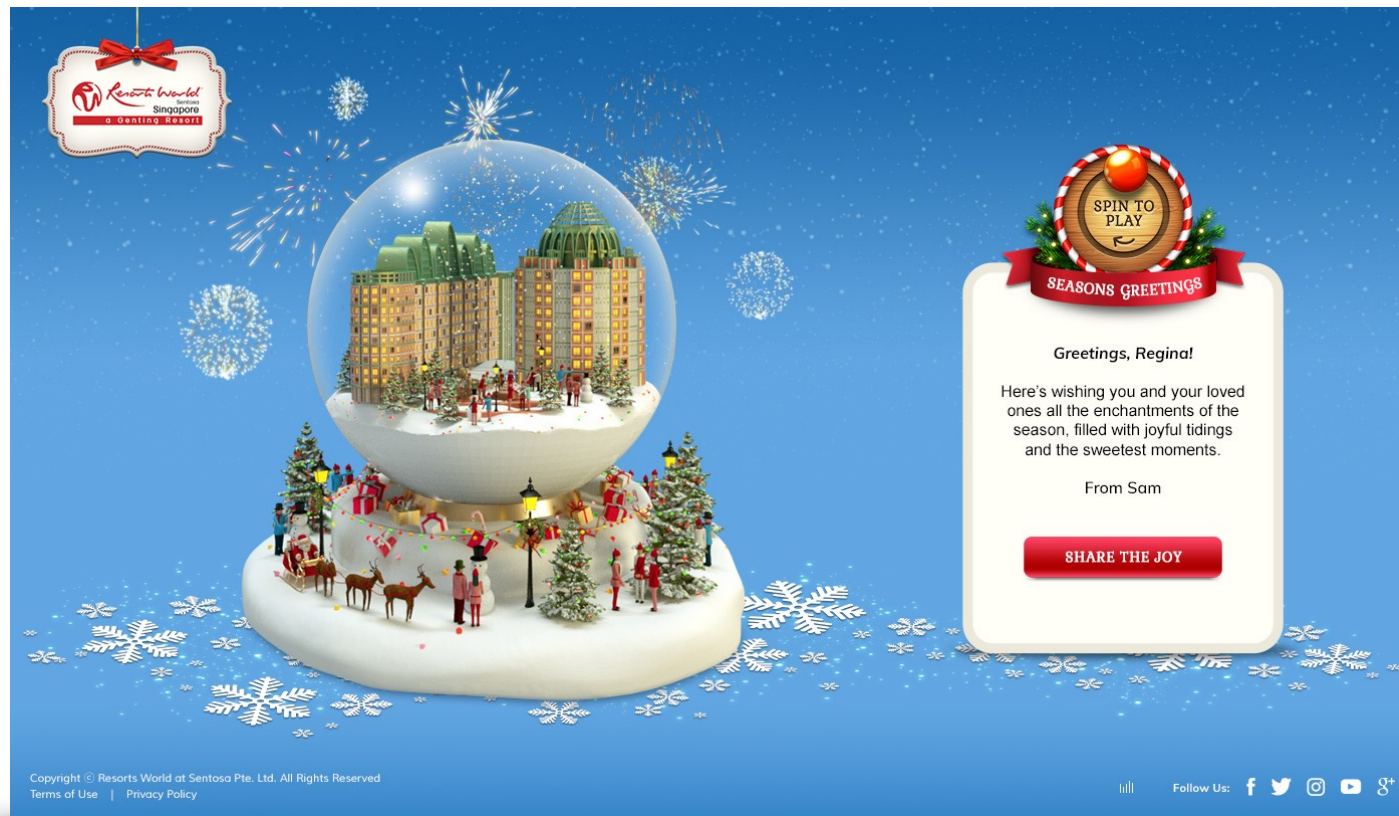 Resorts World
Sentosa
Singapore
a Genting Resort
SPIN TO
PLAY
SEASONS GREETINGS
Greetings, Regina!
Here’s wishing you and your loved
ones all the enchantments of the
season, filled with joyful tidings
and the sweetest moments.
From Sam
SHARE THE JOY
Copyright ⓒ Resorts World at Sentosa Pte. Ltd. All Rights Reserved
Terms of Use | Privacy Policy
Follow Us: